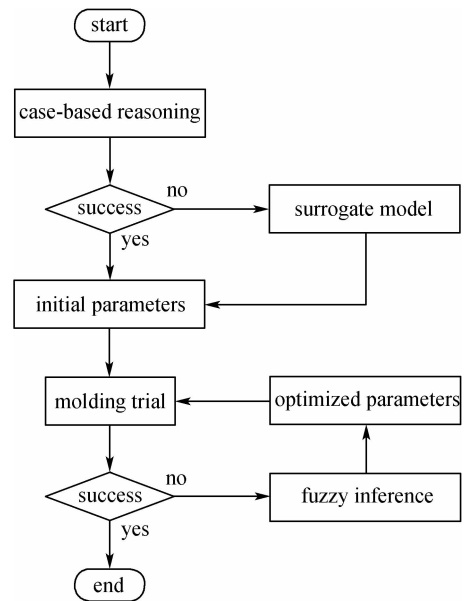 start
case-based reasoning
success
no
surrogate model
yes
initial parameters
molding trial
optimized parameters
success
no
fuzzy inference
yes
end